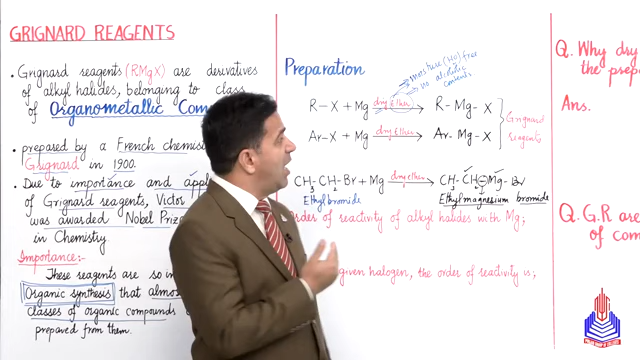 GRIGNARD REAGENTS
• Grignard reagents (RMgX) are derivatives
of alkyl halides, belonging to class
of Organometallic Com
• prepared by a French chemis
Grignard in 1900.
• Due to importance and appl
of Grignard reagents, Victor
was awarded Nobel Priz
in Chemistry.
Importance:-
These reagents are so im
Organic synthesis that almo
classes of organic compounds
prepared from them.
Preparation
free
no
contents
R-X + Mg dry ether → R-Mg-X
Ar-X + Mg dry ether → Ar-Mg-X
Grignard
reagents
CH3-CH2-Br + Mg dry ether → CH3-CH2-Mg-Br
Ethyl bromide Ethyl magnesium bromide
Order of reactivity of alkyl halides with Mg;
given halogen, the order of reactivity is;
Q. Why dry
the prepa
Ans.
Q. G.R are
of com